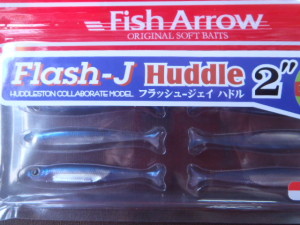 Fish Arrow
ORIGINAL SOFT BAITS
Flash-J Huddle 2"
HUDDLESTON COLLABORATE MODEL フラッシュ-ジェイ ハドル